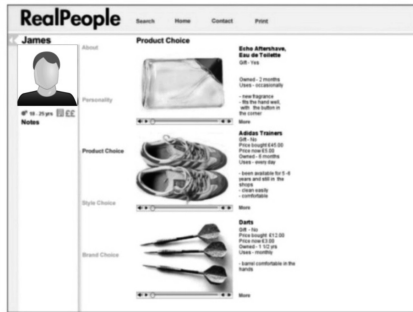 RealPeople
Search Home Contact Print
James
About
Personality
Product Choice
Style Choice
Brand Choice
18 - 25 yrs
££
Notes
Product Choice
Echo Aftershave,
Eau de Toilette
Gift - Yes
Owned - 2 months
Uses - occasionally
- new fragrance
- fits the hand well,
with the button in
the corner
More
Adidas Trainers
Gift - No
Price bought £45.00
Price now £5.00
Owned - 8 months
Uses - every day
- been available for 5 -6
years and still in the
shops
- clean easily
- comfortable
More
Darts
Gift - No
Price bought £12.00
Price now £3.00
Owned - 1 1/2 yrs
Uses - monthly
- barrel comfortable in the
hands
More